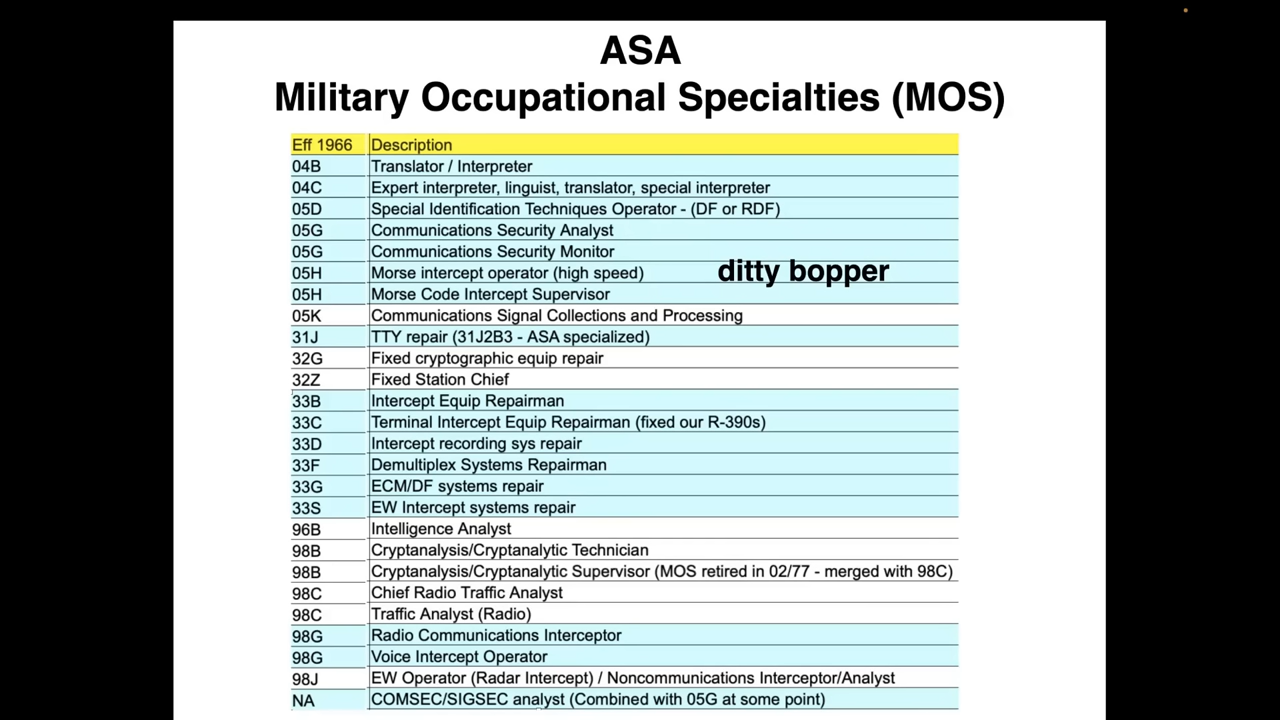 ASA
Military Occupational Specialties (MOS)
Eff 1966 Description
04B Translator / Interpreter
04C Expert interpreter, linguist, translator, special interpreter
05D Special Identification Techniques Operator - (DF or RDF)
05G Communications Security Analyst
05G Communications Security Monitor
05H Morse intercept operator (high speed) ditty bopper
05H Morse Code Intercept Supervisor
05K Communications Signal Collections and Processing
31J TTY repair (31J2B3 - ASA specialized)
32G Fixed cryptographic equip repair
32Z Fixed Station Chief
33B Intercept Equip Repairman
33C Terminal Intercept Equip Repairman (fixed our R-390s)
33D Intercept recording sys repair
33F Demultiplex Systems Repairman
33G ECM/DF systems repair
33S EW Intercept systems repair
96B Intelligence Analyst
98B Cryptanalysis/Cryptanalytic Technician
98B Cryptanalysis/Cryptanalytic Supervisor (MOS retired in 02/77 - merged with 98C)
98C Chief Radio Traffic Analyst
98C Traffic Analyst (Radio)
98G Radio Communications Interceptor
98G Voice Intercept Operator
98J EW Operator (Radar Intercept) / Noncommunications Interceptor/Analyst
NA COMSEC/SIGSEC analyst (Combined with 05G at some point)